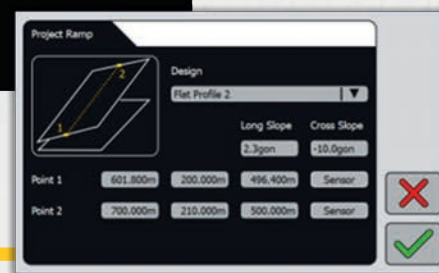 Project Ramp
2
1
Design
Flat Profile 2
Long Slope Cross Slope
2.3gon -10.0gon
Point 1 601.800m 200.000m 496.400m Sensor
Point 2 700.000m 210.000m 500.000m Sensor